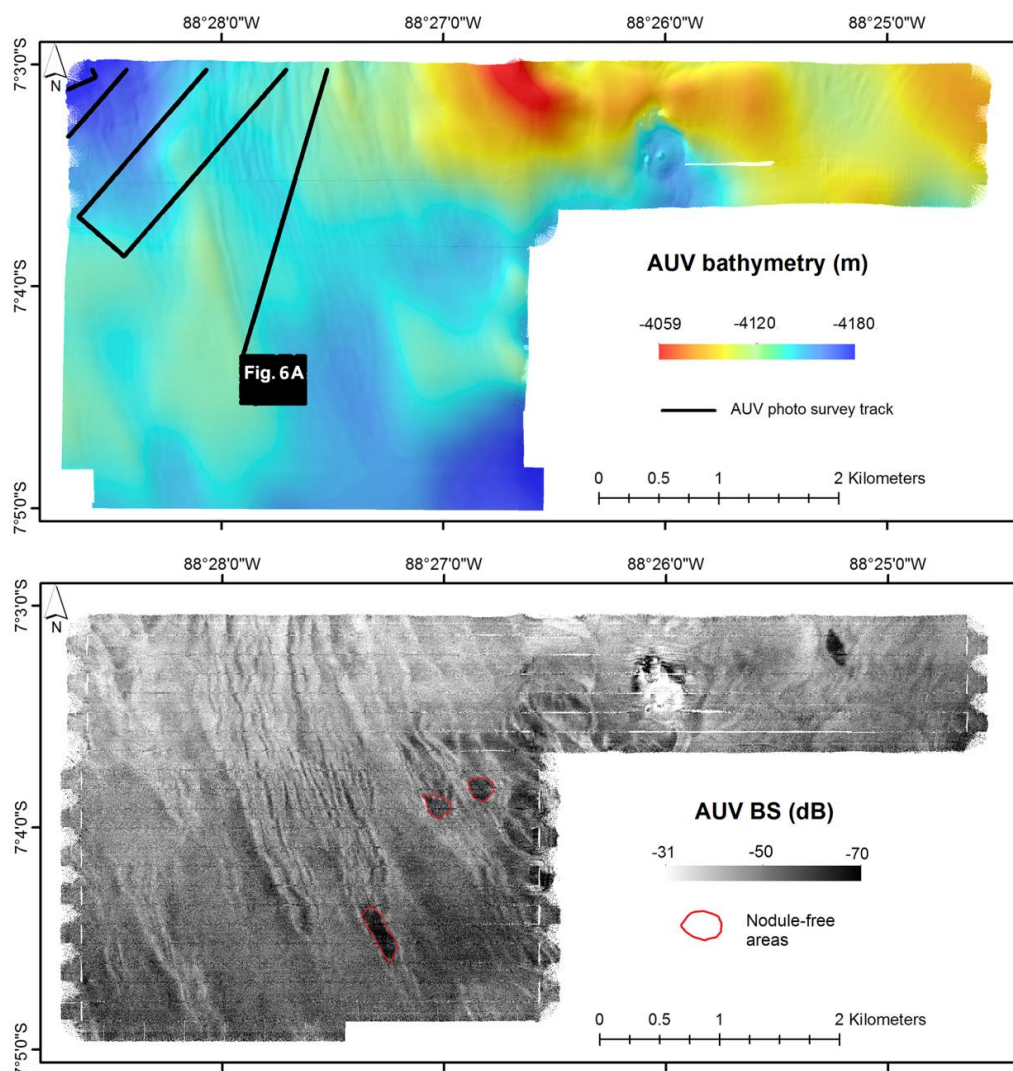 88°28'0"W 88°27'0"W 88°26'0"W 88°25'0"W
7°3'0"S
N
7°4'0"S
7°5'0"S
Fig. 6A
AUV bathymetry (m)
-4059 -4120 -4180
AUV photo survey track
0 0.5 1 2 Kilometers
88°28'0"W 88°27'0"W 88°26'0"W 88°25'0"W
7°3'0"S
N
7°4'0"S
7°5'0"S
AUV BS (dB)
-31 -50 -70
Nodule-free
areas
0 0.5 1 2 Kilometers